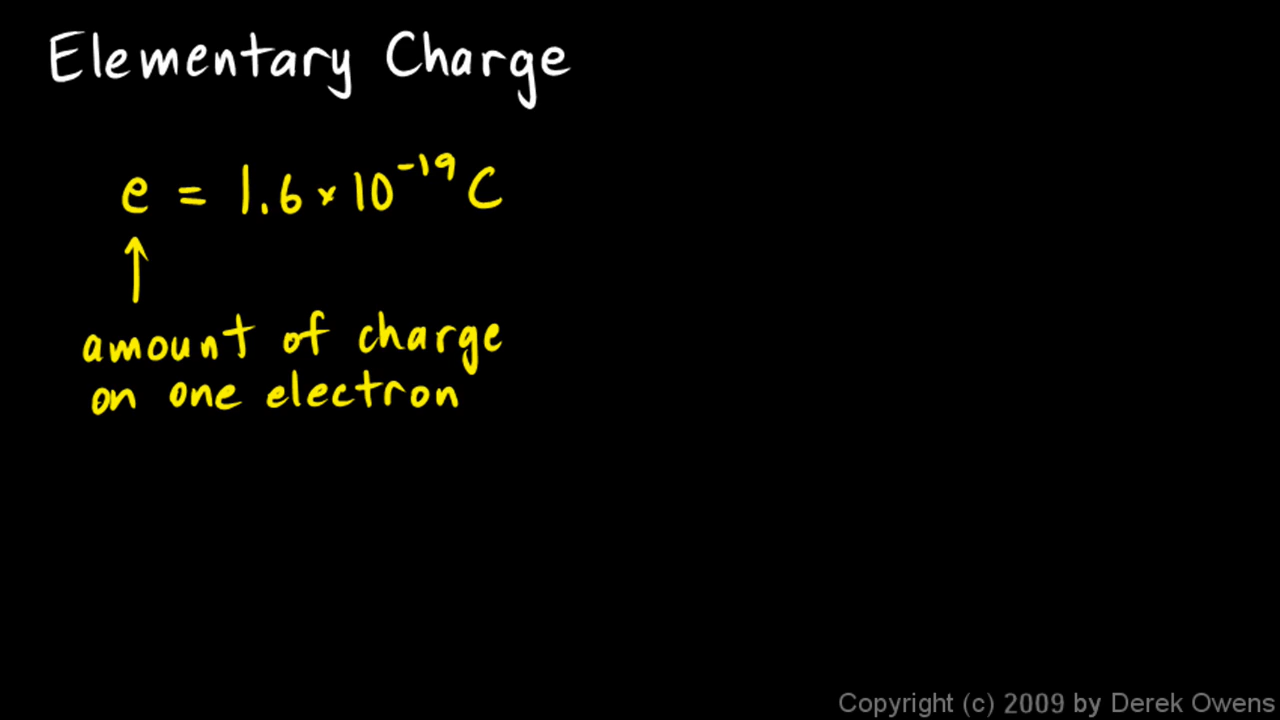 Elementary Charge
e = 1.6 × 10⁻¹⁹ C
↑
amount of charge
on one electron
Copyright (c) 2009 by Derek Owens